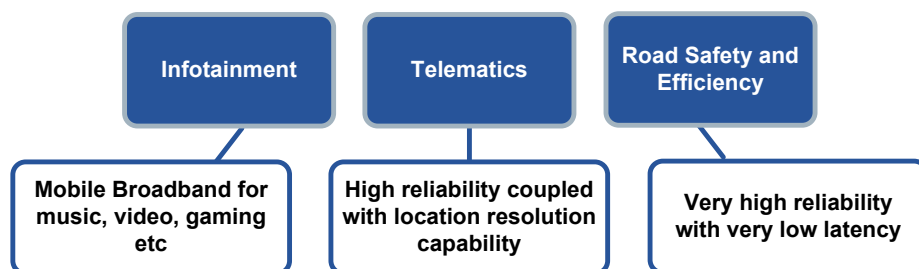 Infotainment
Telematics
Road Safety and
Efficiency
Mobile Broadband for
music, video, gaming
etc
High reliability coupled
with location resolution
capability
Very high reliability
with very low latency